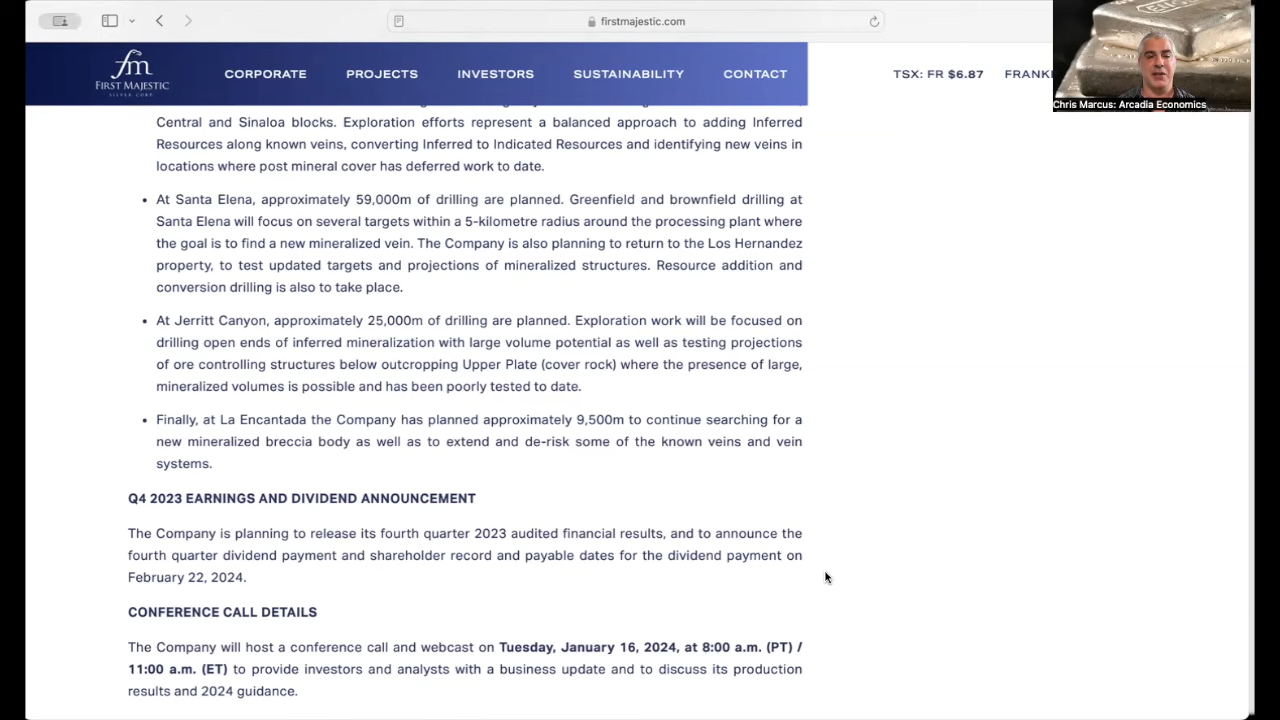 firstmajestic.com
fm
FIRST MAJESTIC
SILVER CORP.
CORPORATE PROJECTS INVESTORS SUSTAINABILITY CONTACT
TSX: FR $6.87 FRANK
Chris Marcus: Arcadia Economics
Central and Sinaloa blocks. Exploration efforts represent a balanced approach to adding Inferred
Resources along known veins, converting Inferred to Indicated Resources and identifying new veins in
locations where post mineral cover has deferred work to date.
• At Santa Elena, approximately 59,000m of drilling are planned. Greenfield and brownfield drilling at
Santa Elena will focus on several targets within a 5-kilometre radius around the processing plant where
the goal is to find a new mineralized vein. The Company is also planning to return to the Los Hernandez
property, to test updated targets and projections of mineralized structures. Resource addition and
conversion drilling is also to take place.
• At Jerritt Canyon, approximately 25,000m of drilling are planned. Exploration work will be focused on
drilling open ends of inferred mineralization with large volume potential as well as testing projections
of ore controlling structures below outcropping Upper Plate (cover rock) where the presence of large,
mineralized volumes is possible and has been poorly tested to date.
• Finally, at La Encantada the Company has planned approximately 9,500m to continue searching for a
new mineralized breccia body as well as to extend and de-risk some of the known veins and vein
systems.
Q4 2023 EARNINGS AND DIVIDEND ANNOUNCEMENT
The Company is planning to release its fourth quarter 2023 audited financial results, and to announce the
fourth quarter dividend payment and shareholder record and payable dates for the dividend payment on
February 22, 2024.
CONFERENCE CALL DETAILS
The Company will host a conference call and webcast on Tuesday, January 16, 2024, at 8:00 a.m. (PT) /
11:00 a.m. (ET) to provide investors and analysts with a business update and to discuss its production
results and 2024 guidance.